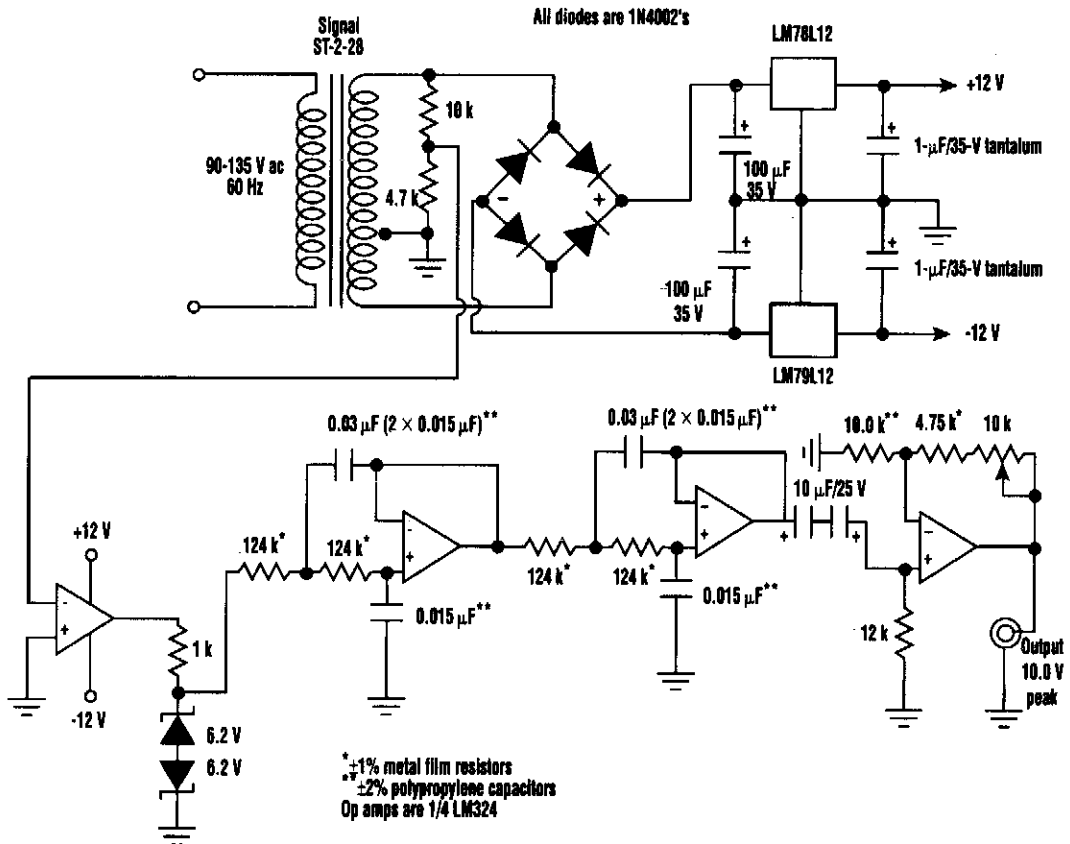 All diodes are 1N4002's
Signal
ST-2-28
LM78L12
+12 V
10 k
90-135 V ac
60 Hz
4.7 k
-
+
+
100 µF
35 V
+
1-µF/35-V tantalum
+
100 µF
35 V
+
1-µF/35-V tantalum
-12 V
LM79L12
0.03 µF (2 × 0.015 µF)**
0.03 µF (2 × 0.015 µF)**
10.0 k**
4.75 k*
10 k
10 µF/25 V
+12 V
124 k*
124 k*
-
+
124 k*
124 k*
-
+
+
+
-
+
-
+
0.015 µF**
0.015 µF**
1 k
12 k
-12 V
6.2 V
6.2 V
Output
10.0 V
peak
*±1% metal film resistors
**±2% polypropylene capacitors
Op amps are 1/4 LM324